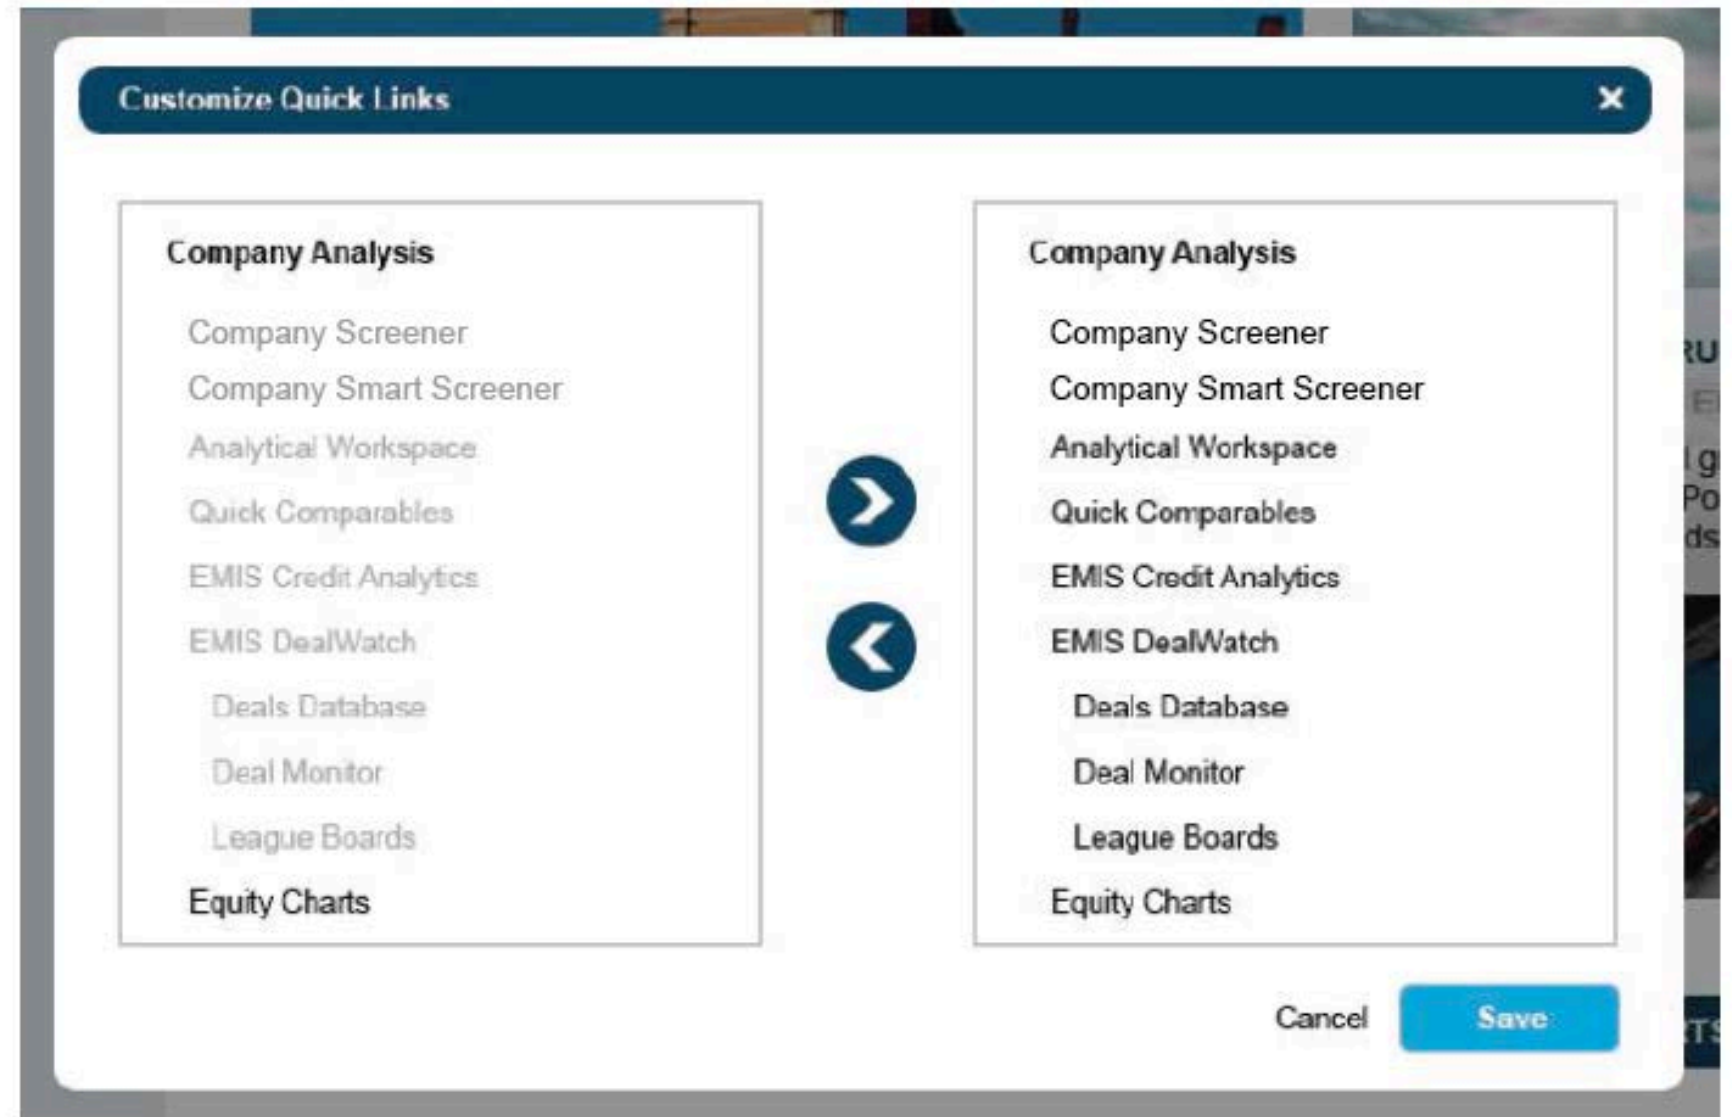 Customize Quick Links
Company Analysis
Company Screener
Company Smart Screener
Analytical Workspace
Quick Comparables
EMIS Credit Analytics
EMIS DealWatch
Deals Database
Deal Monitor
League Boards
Equity Charts
Company Analysis
Company Screener
Company Smart Screener
Analytical Workspace
Quick Comparables
EMIS Credit Analytics
EMIS DealWatch
Deals Database
Deal Monitor
League Boards
Equity Charts
Cancel
Save